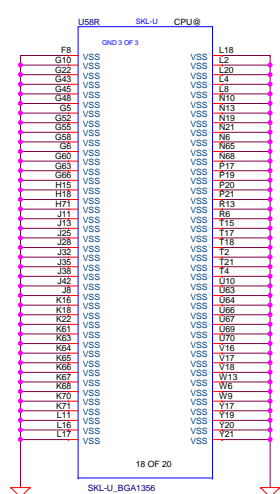 U58R SKL-U CPU@
GND 3 OF 3
F8 VSS VSS L18
G10 VSS VSS L2
G22 VSS VSS L20
G43 VSS VSS L4
G45 VSS VSS L8
G48 VSS VSS N10
G5 VSS VSS N13
G52 VSS VSS N19
G55 VSS VSS N21
G58 VSS VSS N6
G6 VSS VSS N65
G60 VSS VSS N68
G63 VSS VSS P17
G66 VSS VSS P19
H15 VSS VSS P20
H18 VSS VSS P21
H71 VSS VSS R13
J11 VSS VSS R6
J13 VSS VSS T15
J25 VSS VSS T17
J28 VSS VSS T18
J32 VSS VSS T2
J35 VSS VSS T21
J38 VSS VSS T4
J42 VSS VSS U10
J8 VSS VSS U63
K16 VSS VSS U64
K18 VSS VSS U66
K22 VSS VSS U67
K61 VSS VSS U69
K63 VSS VSS U70
K64 VSS VSS V16
K65 VSS VSS V17
K66 VSS VSS V18
K67 VSS VSS W13
K68 VSS VSS W6
K70 VSS VSS W9
K71 VSS VSS Y17
L11 VSS VSS Y19
L16 VSS VSS Y20
L17 VSS VSS Y21
18 OF 20
SKL-U_BGA1356